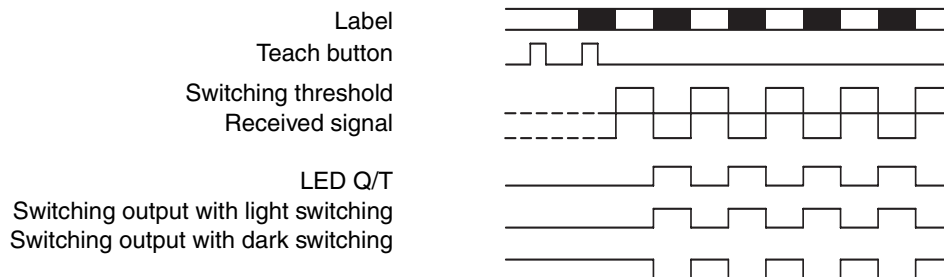 Label
Teach button
Switching threshold
Received signal
LED Q/T
Switching output with light switching
Switching output with dark switching